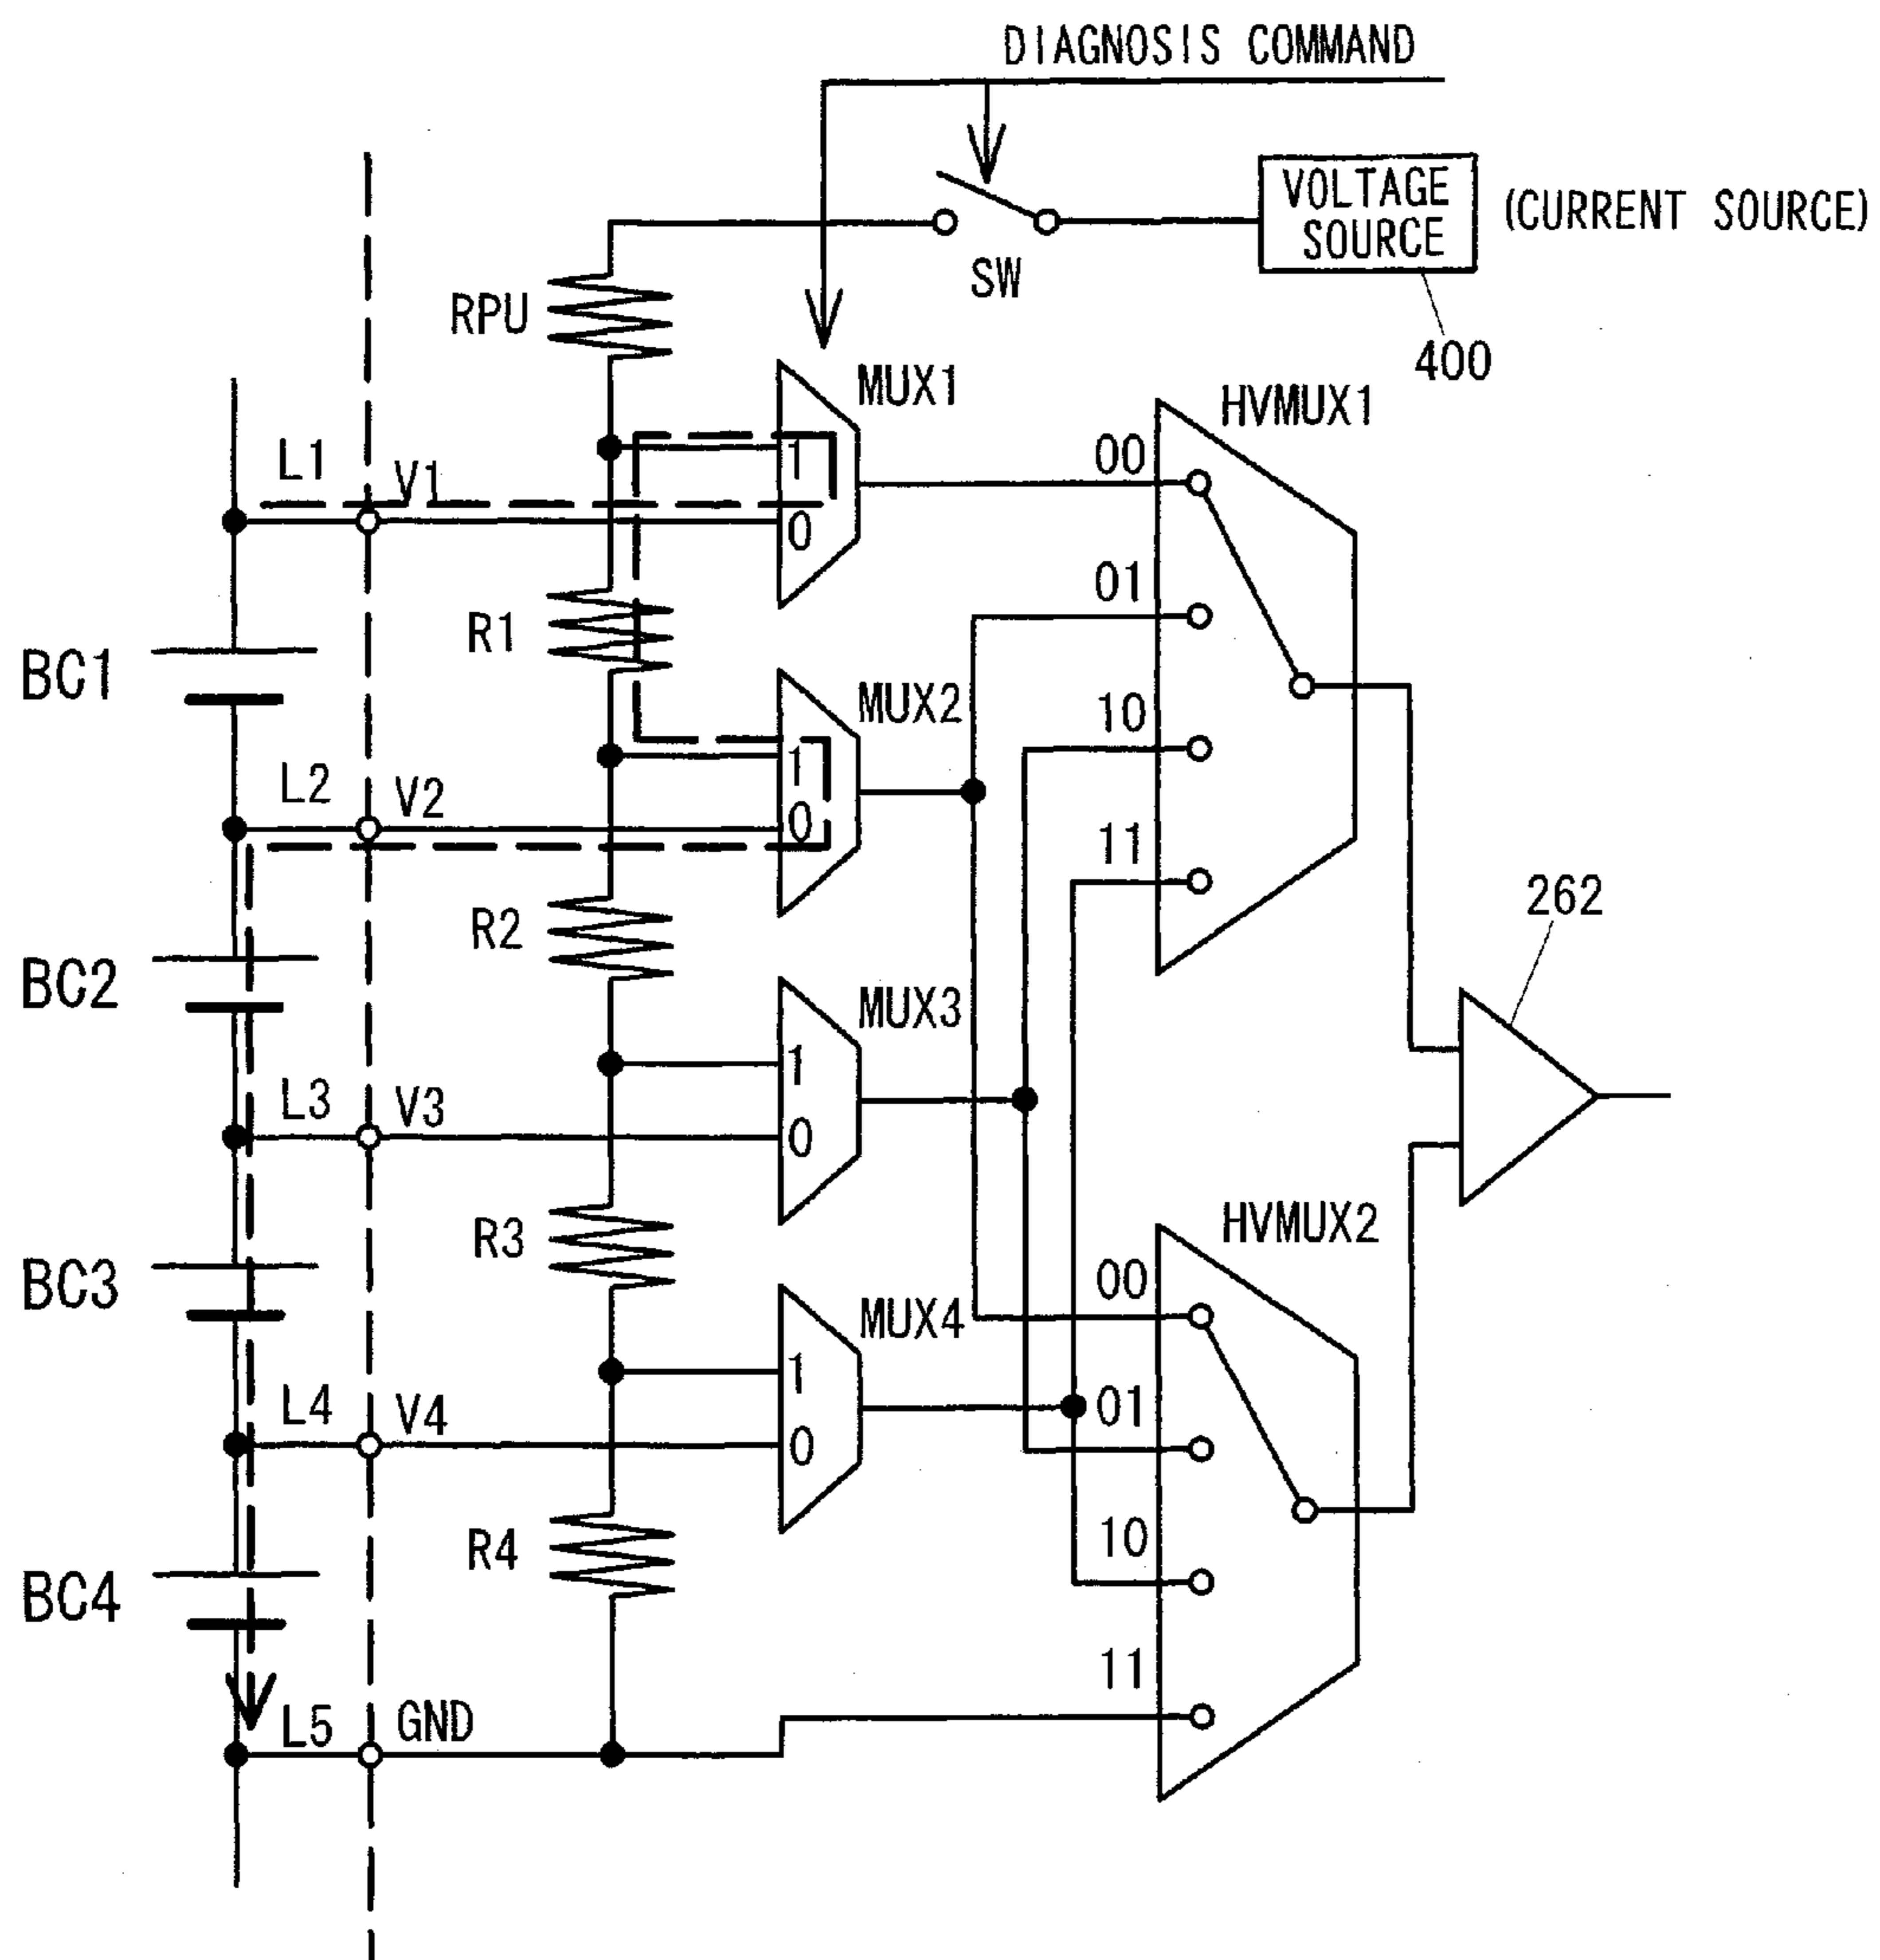 DIAGNOSIS COMMAND
VOLTAGE
SOURCE
(CURRENT SOURCE)
SW
400
RPU
MUX1
HVMUX1
L1
V1
1
0
00
01
10
11
BC1
R1
MUX2
L2
V2
1
0
262
BC2
R2
MUX3
L3
V3
1
0
HVMUX2
BC3
R3
MUX4
L4
V4
1
0
00
01
10
11
BC4
R4
L5
GND